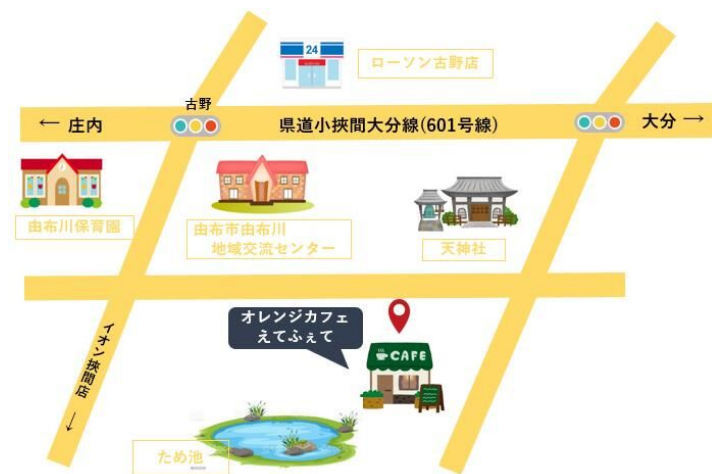 24
ローソン古野店
古野
← 庄内
県道小挾間大分線(601号線)
大分 →
由布川保育園
由布市由布川
地域交流センター
天神社
オレンジカフェ
えてふぇて
CAFE
イオン挾間店 →
ため池